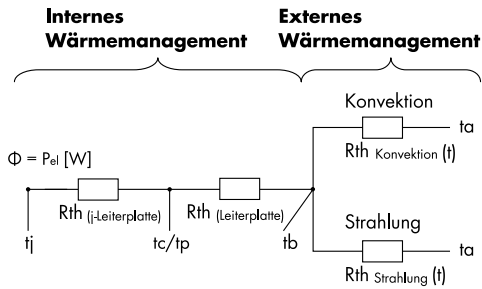 Internes
Wärmemanagement
Externes
Wärmemanagement
Konvektion
ta
Rth Konvektion (t)
Φ = Pel [W]
Rth (j-Leiterplatte)
Rth (Leiterplatte)
tj
tc/tp
tb
Strahlung
ta
Rth Strahlung (t)